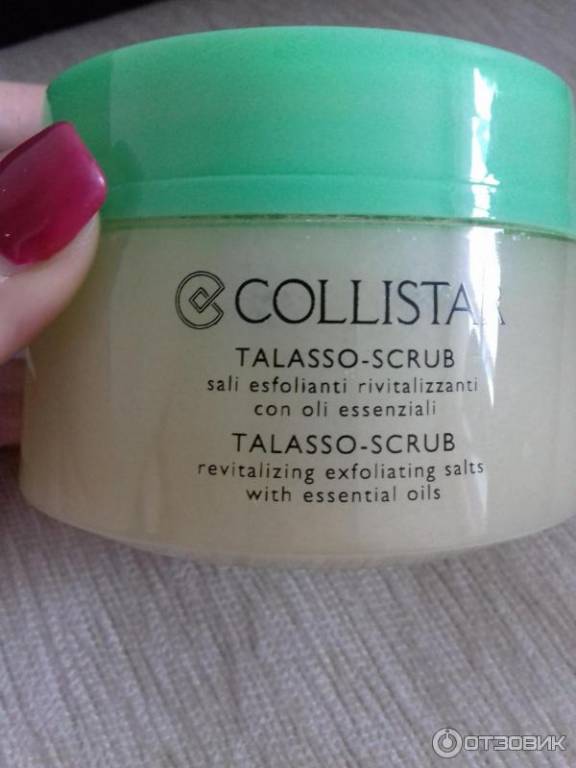 COLLISTAR
TALASSO-SCRUB
sali esfolianti rivitalizzanti
con oli essenziali
TALASSO-SCRUB
revitalizing exfoliating salts
with essential oils
ОТЗОВИК